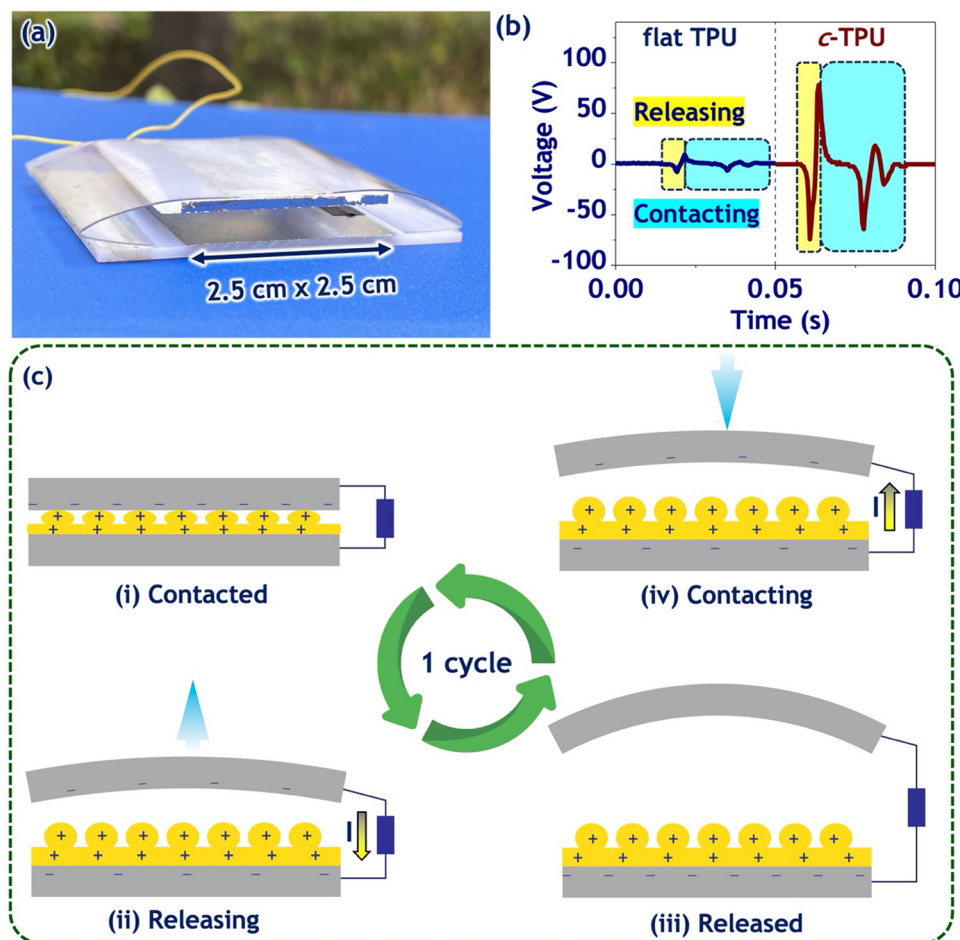 (a)
2.5 cm x 2.5 cm
(b)
flat TPU
c-TPU
100
50
0
-50
-100
Voltage (V)
Releasing
Contacting
0.00
0.05
0.10
Time (s)
(c)
- - - - - - - -
+ + + + + + +
+ + + + + + +
(i) Contacted
- - - -
I
+ + + + + + +
+ + + + + + +
- - - - -
(iv) Contacting
1 cycle
- - - -
I
+ + + + + + +
+ + + + + + +
- - - - - -
(ii) Releasing
+ + + + + + +
+ + + + + + + +
- - - - - - - -
(iii) Released